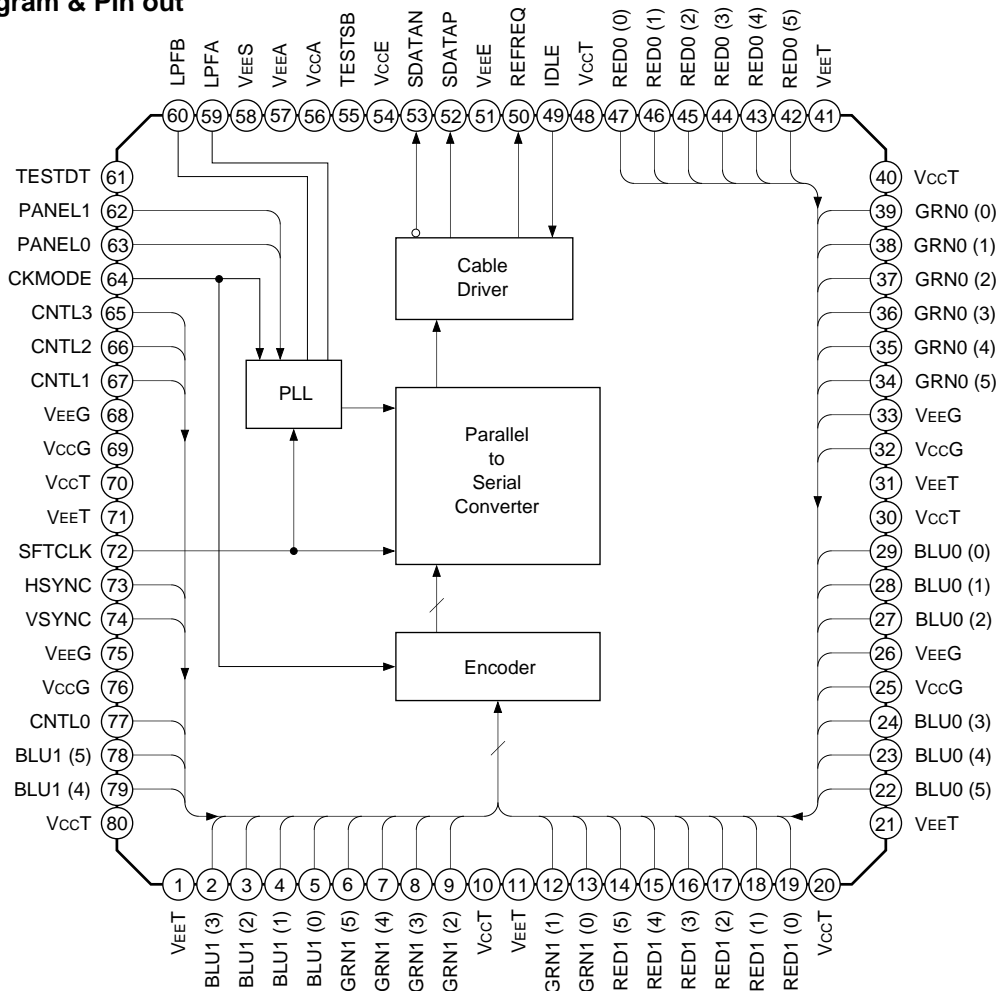 gram & Pin out
LPFB
LPFA
VEES
VEEA
VCCA
TESTSB
VCCE
SDATAN
SDATAP
VEEE
REFREQ
IDLE
VCCT
RED0 (0)
RED0 (1)
RED0 (2)
RED0 (3)
RED0 (4)
RED0 (5)
VEET
60 59 58 57 56 55 54 53 52 51 50 49 48 47 46 45 44 43 42 41
TESTDT 61
PANEL1 62
PANEL0 63
CKMODE 64
CNTL3 65
CNTL2 66
CNTL1 67
VEEG 68
VCCG 69
VCCT 70
VEET 71
SFTCLK 72
HSYNC 73
VSYNC 74
VEEG 75
VCCG 76
CNTL0 77
BLU1 (5) 78
BLU1 (4) 79
VCCT 80
Cable
Driver
PLL
Parallel
to
Serial
Converter
Encoder
40 VCCT
39 GRN0 (0)
38 GRN0 (1)
37 GRN0 (2)
36 GRN0 (3)
35 GRN0 (4)
34 GRN0 (5)
33 VEEG
32 VCCG
31 VEET
30 VCCT
29 BLU0 (0)
28 BLU0 (1)
27 BLU0 (2)
26 VEEG
25 VCCG
24 BLU0 (3)
23 BLU0 (4)
22 BLU0 (5)
21 VEET
1 2 3 4 5 6 7 8 9 10 11 12 13 14 15 16 17 18 19 20
VEET
BLU1 (3)
BLU1 (2)
BLU1 (1)
BLU1 (0)
GRN1 (5)
GRN1 (4)
GRN1 (3)
GRN1 (2)
VCCT
VEET
GRN1 (1)
GRN1 (0)
RED1 (5)
RED1 (4)
RED1 (3)
RED1 (2)
RED1 (1)
RED1 (0)
VCCT